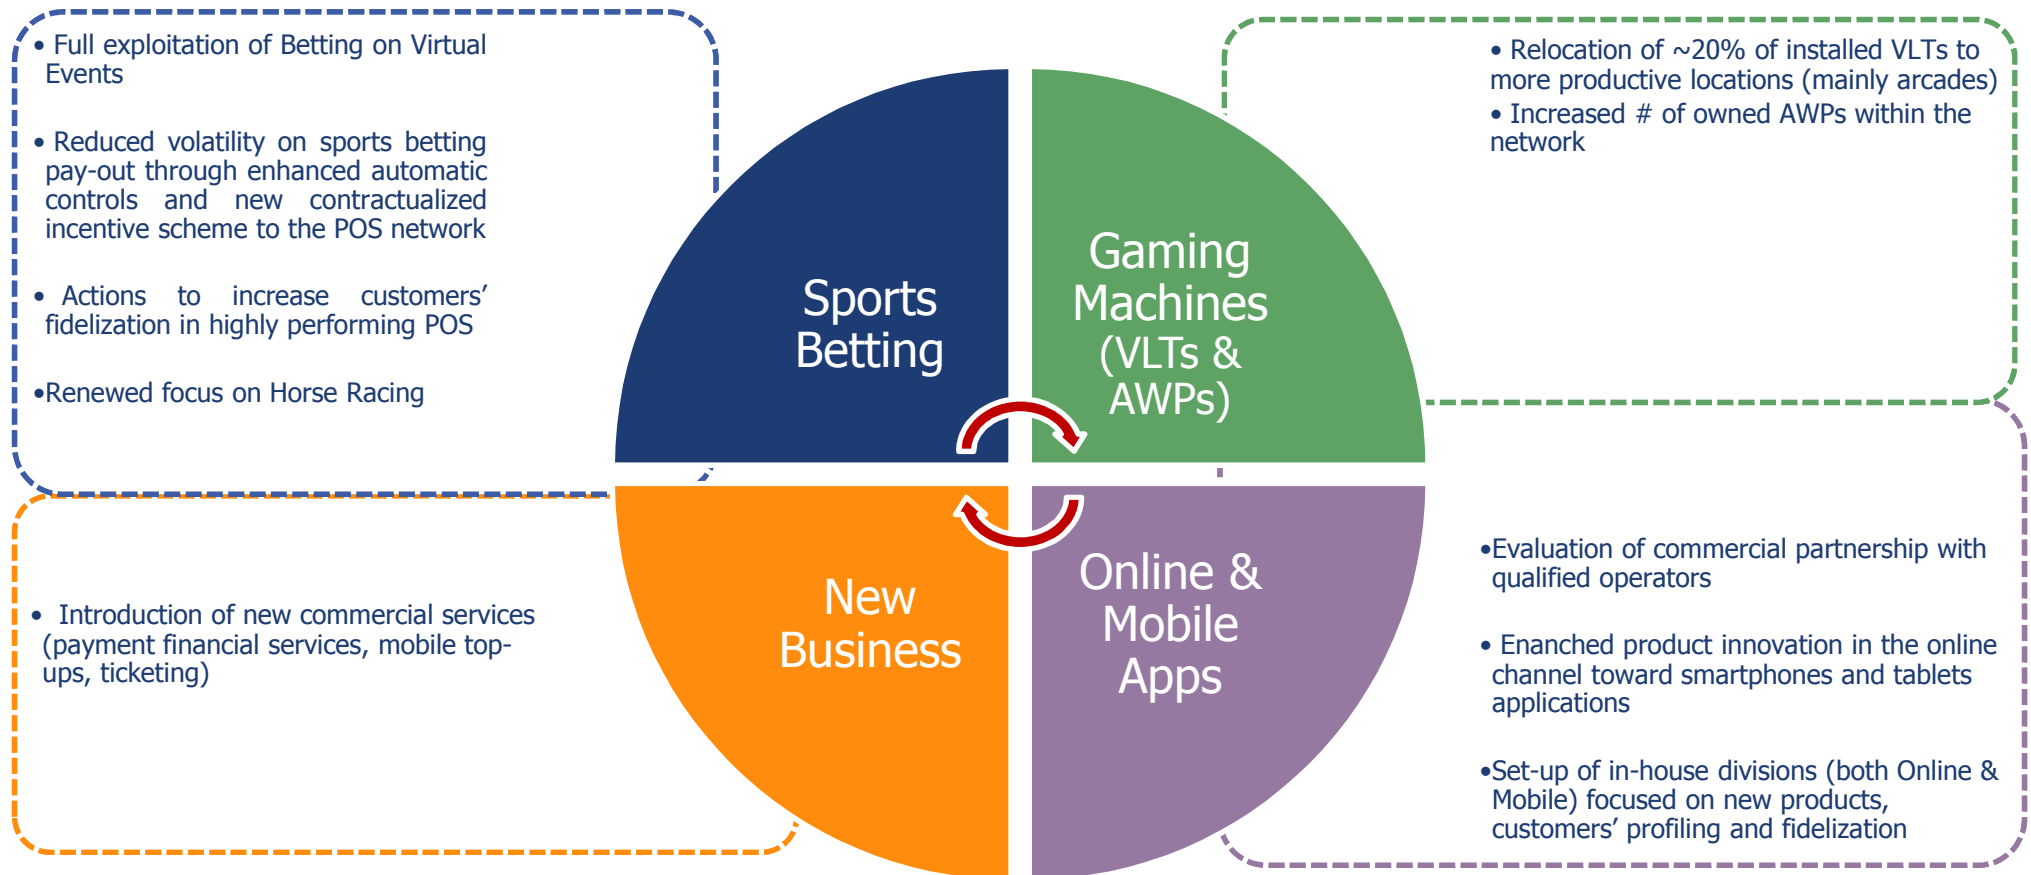 • Full exploitation of Betting on Virtual
Events
• Reduced volatility on sports betting
pay-out through enhanced automatic
controls and new contractualized
incentive scheme to the POS network
• Actions to increase customers’
fidelization in highly performing POS
•Renewed focus on Horse Racing
Sports
Betting
Gaming
Machines
(VLTs &
AWPs)
• Relocation of ~20% of installed VLTs to
more productive locations (mainly arcades)
• Increased # of owned AWPs within the
network
• Introduction of new commercial services
(payment financial services, mobile top-
ups, ticketing)
New
Business
Online &
Mobile
Apps
•Evaluation of commercial partnership with
qualified operators
• Enanched product innovation in the online
channel toward smartphones and tablets
applications
•Set-up of in-house divisions (both Online &
Mobile) focused on new products,
customers’ profiling and fidelization